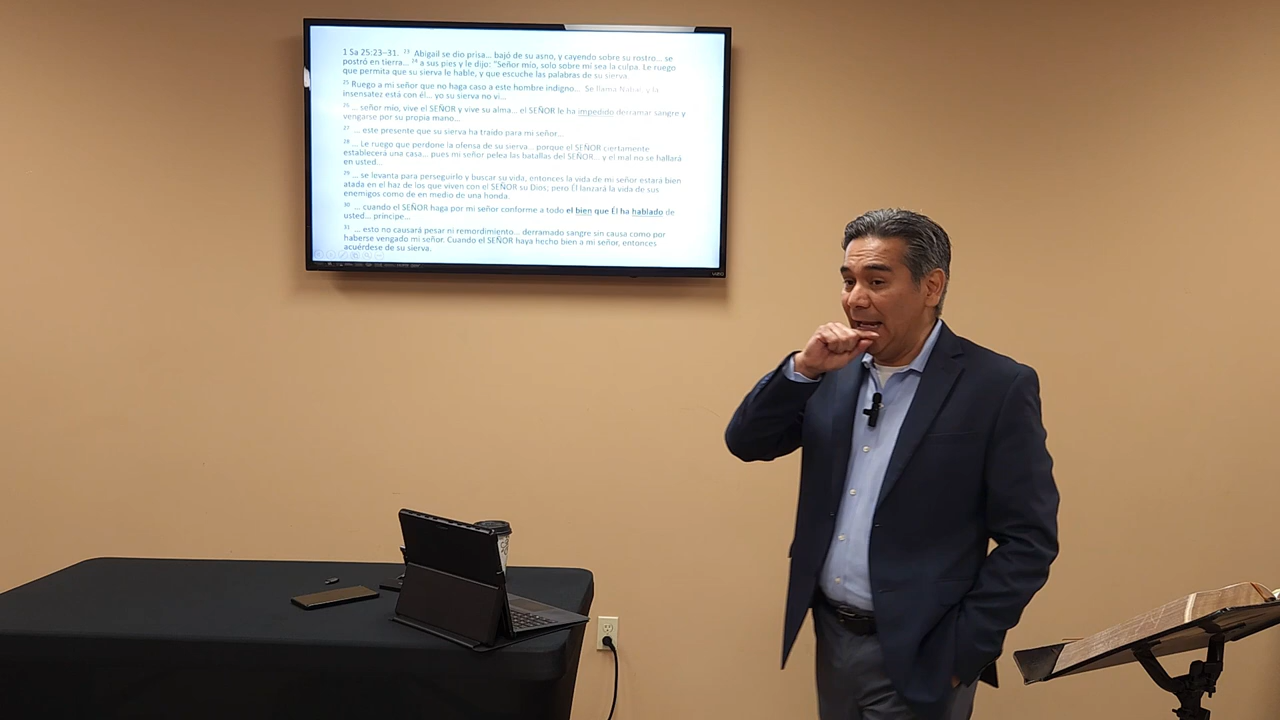 1 Sa 25:23–31. 23 Abigail se dio prisa... bajó de su asno, y cayendo sobre su rostro... se
postró en tierra... 24 a sus pies y le dijo: "Señor mío, solo sobre mí sea la culpa. Le ruego
que permita que su sierva le hable, y que escuche las palabras de su sierva.
25 Ruego a mi señor que no haga caso a este hombre indigno... Se llama Nabal, y la
insensatez está con él... yo su sierva no vi...
26 ... señor mío, vive el SEÑOR y vive su alma... el SEÑOR le ha impedido derramar sangre y
vengarse por su propia mano...
27 ... este presente que su sierva ha traído para mi señor...
28 ... Le ruego que perdone la ofensa de su sierva... porque el SEÑOR ciertamente
establecerá una casa... pues mi señor pelea las batallas del SEÑOR... y el mal no se hallará
en usted...
29 ... se levanta para perseguirlo y buscar su vida, entonces la vida de mi señor estará bien
atada en el haz de los que viven con el SEÑOR su Dios; pero Él lanzará la vida de sus
enemigos como de en medio de una honda.
30 ... cuando el SEÑOR haga por mi señor conforme a todo el bien que Él ha hablado de
usted... príncipe...
31 ... esto no causará pesar ni remordimiento... derramado sangre sin causa como por
haberse vengado mi señor. Cuando el SEÑOR haya hecho bien a mi señor, entonces
acuérdese de su sierva.
VIZIO